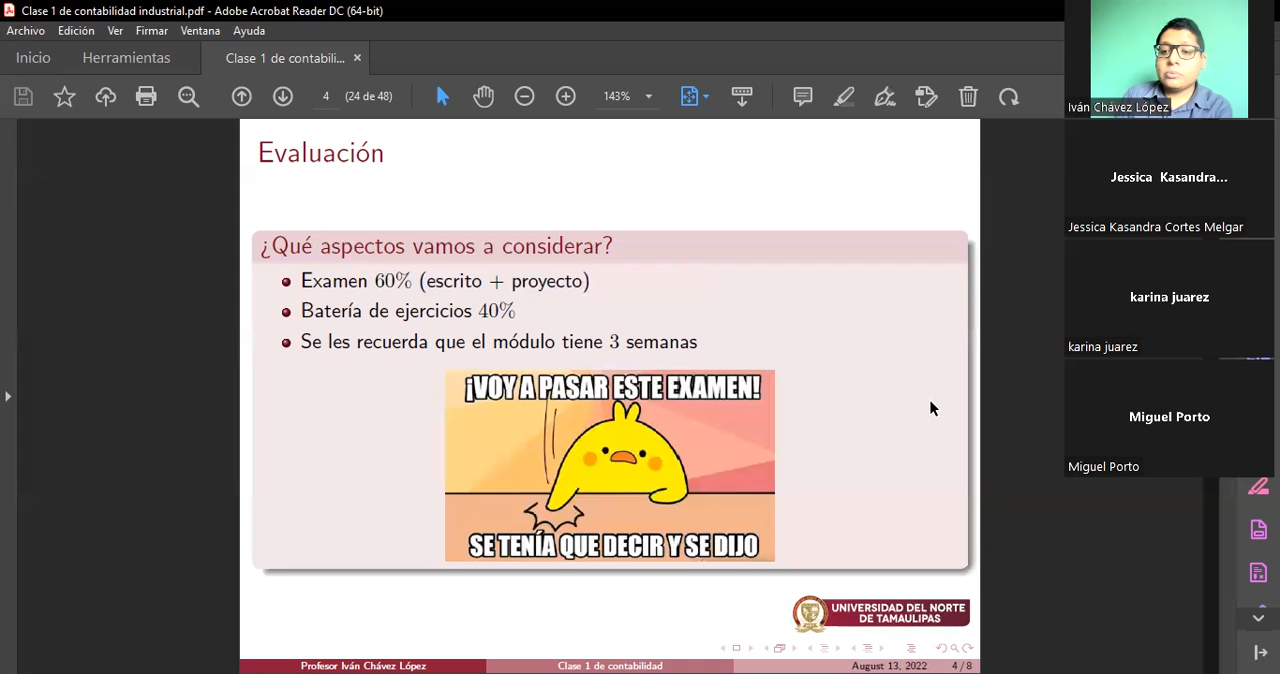 Clase 1 de contabilidad industrial.pdf - Adobe Acrobat Reader DC (64-bit)
Archivo Edición Ver Firmar Ventana Ayuda
Inicio Herramientas Clase 1 de contabili... ×
4 (24 de 48) 143%
Evaluación
¿Qué aspectos vamos a considerar?
Examen 60% (escrito + proyecto)
Batería de ejercicios 40%
Se les recuerda que el módulo tiene 3 semanas
¡VOY A PASAR ESTE EXAMEN!
SE TENÍA QUE DECIR Y SE DIJO
UNIVERSIDAD DEL NORTE
DE TAMAULIPAS
Profesor Iván Chávez López Clase 1 de contabilidad August 13, 2022 4 / 8
Iván Chávez López
Jessica Kasandra...
Jessica Kasandra Cortes Melgar
karina juarez
karina juarez
Miguel Porto
Miguel Porto